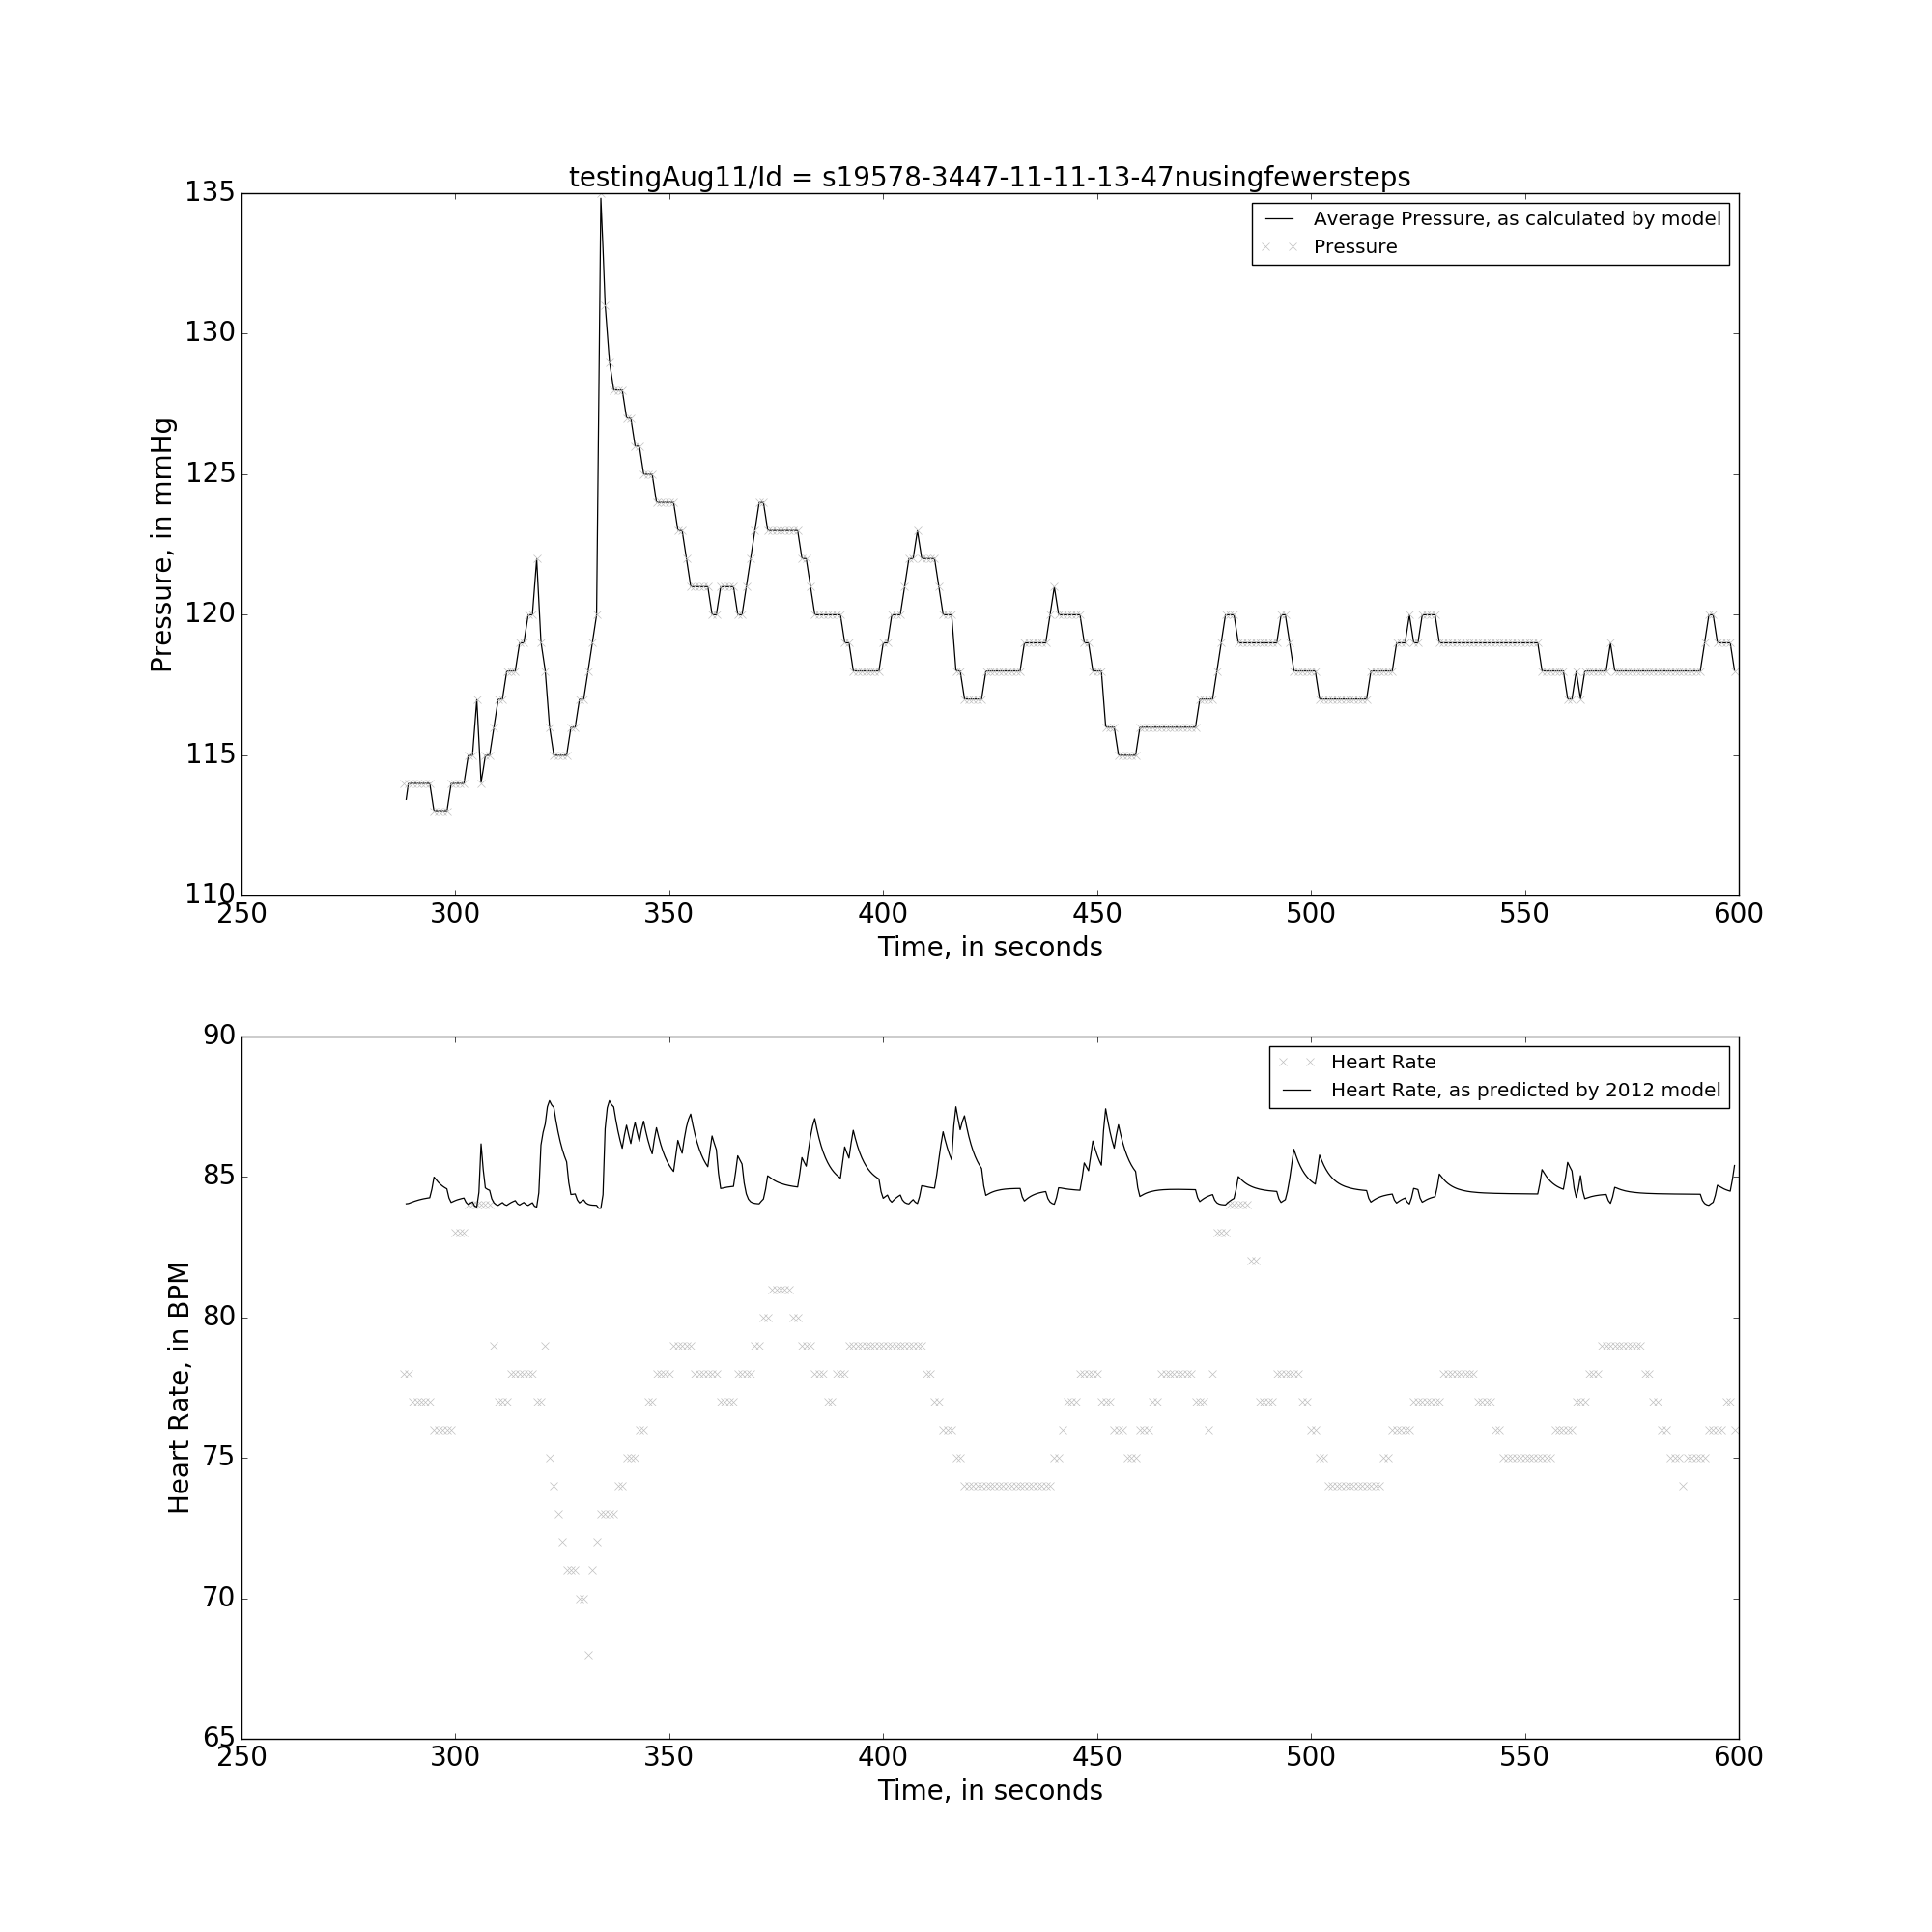 testingAug11/Id = s19578-3447-11-11-13-47nusingfewersteps
135
130
125
120
115
110
Pressure, in mmHg
Average Pressure, as calculated by model
Pressure
250 300 350 400 450 500 550 600
Time, in seconds
90
85
80
75
70
65
Heart Rate, in BPM
Heart Rate
Heart Rate, as predicted by 2012 model
250 300 350 400 450 500 550 600
Time, in seconds